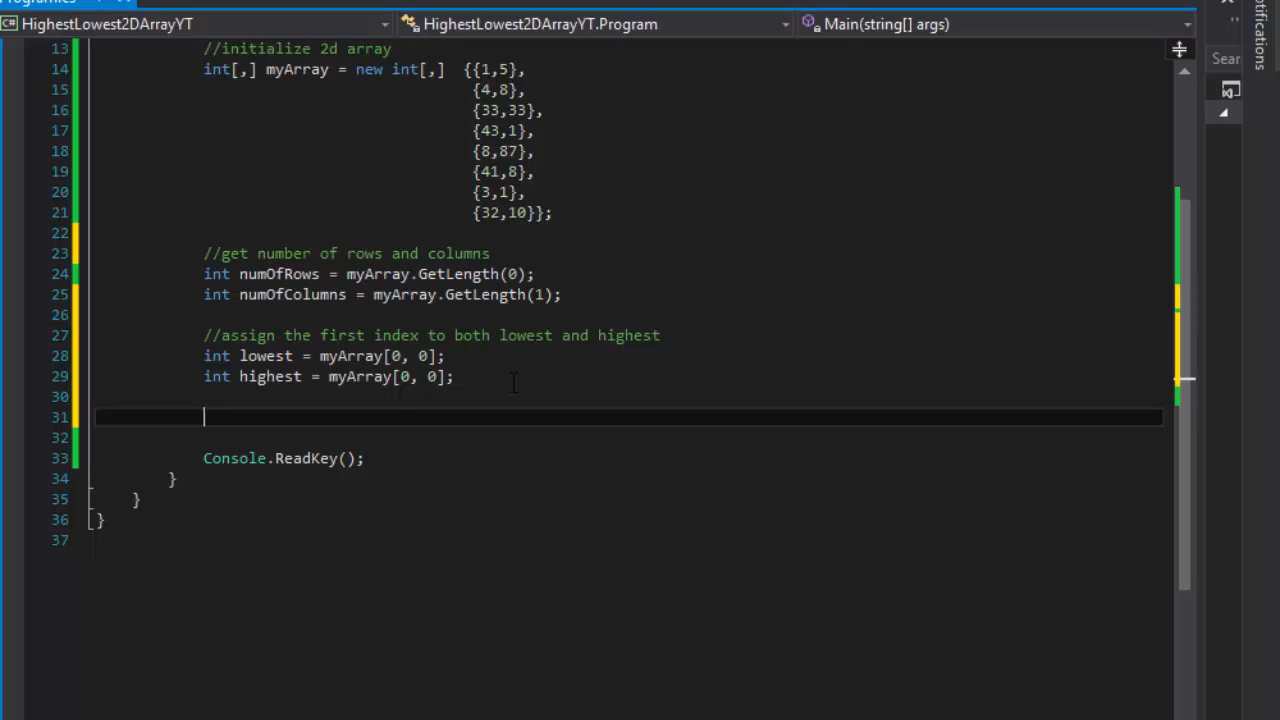 HighestLowest2DArrayYT
HighestLowest2DArrayYT.Program
Main(string[] args)
Notifications
Sear
13 //initialize 2d array
14 int[,] myArray = new int[,] {{1,5},
15 {4,8},
16 {33,33},
17 {43,1},
18 {8,87},
19 {41,8},
20 {3,1},
21 {32,10}};
22
23 //get number of rows and columns
24 int numOfRows = myArray.GetLength(0);
25 int numOfColumns = myArray.GetLength(1);
26
27 //assign the first index to both lowest and highest
28 int lowest = myArray[0, 0];
29 int highest = myArray[0, 0];
30
31
32
33 Console.ReadKey();
34 }
35 }
36 }
37